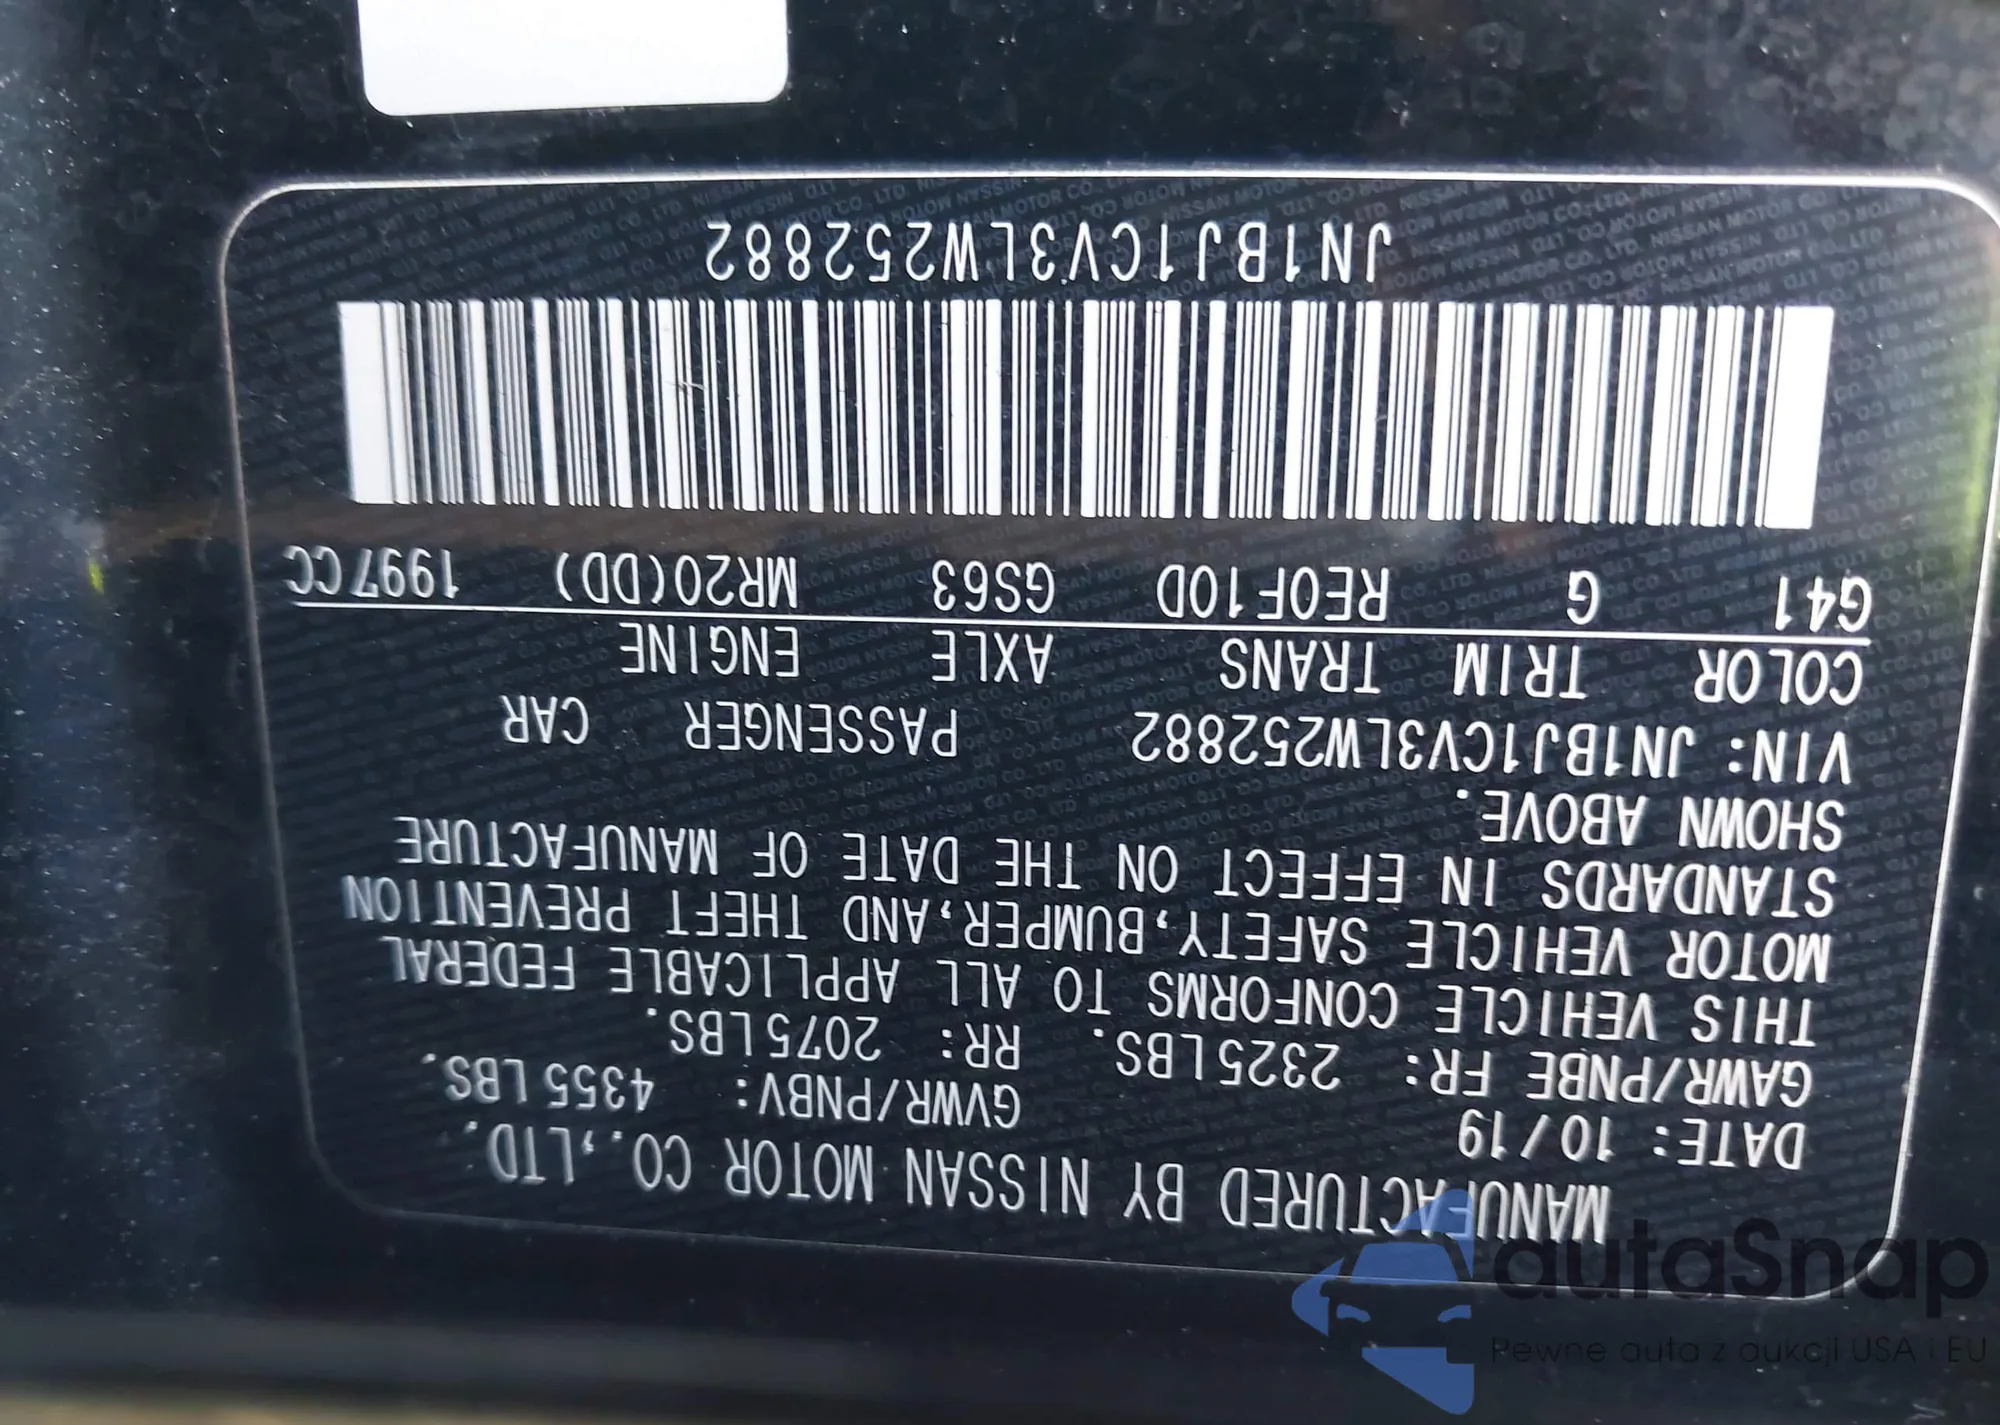 MANUFACTURED BY NISSAN MOTOR CO.,LTD.
DATE: 10/19 GVWR/PNBV: 4355LBS.
GAWR/PNBE FR: 2325LBS. RR: 2075LBS.
THIS VEHICLE CONFORMS TO ALL APPLICABLE FEDERAL
MOTOR VEHICLE SAFETY,BUMPER,AND THEFT PREVENTION
STANDARDS IN EFFECT ON THE DATE OF MANUFACTURE
SHOWN ABOVE.
VIN: JN1BJ1CV3LW252882 PASSENGER CAR
COLOR TRIM TRANS AXLE ENGINE
G41 G RE0F10D GS63 MR20(DD) 1997CC
JN1BJ1CV3LW252882
autaSnap
Pewne auta z aukcji USA i EU